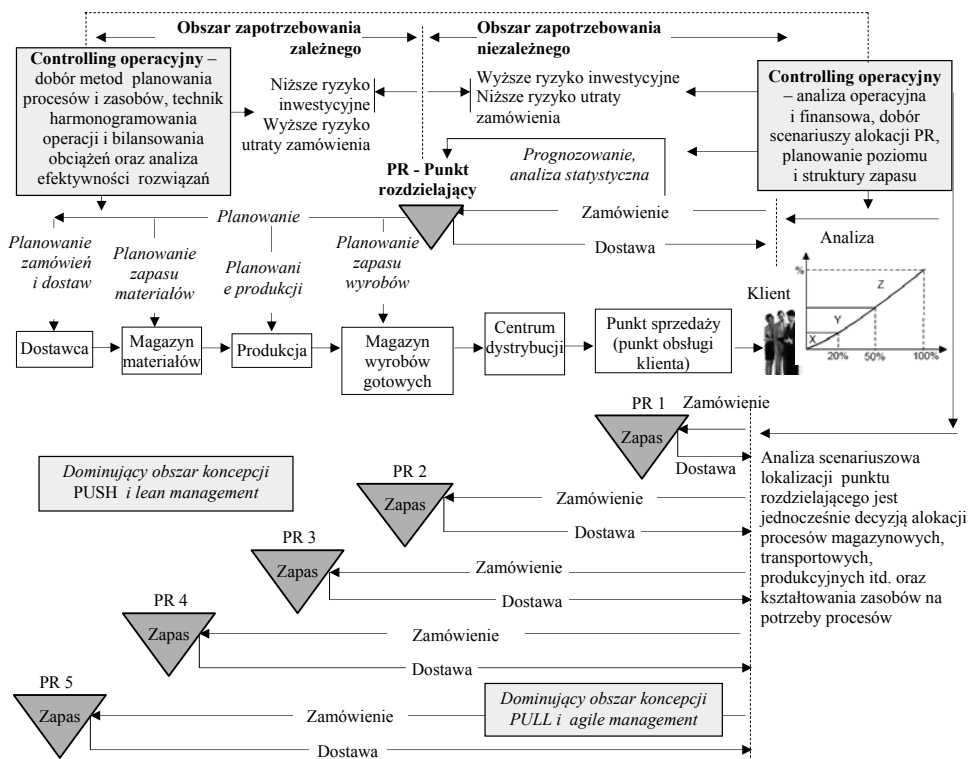 Obszar zapotrzebowania
zależnego
Obszar zapotrzebowania
niezależnego
Controlling operacyjny –
dobór metod planowania
procesów i zasobów, technik
harmonogramowania
operacji i bilansowania
obciążeń oraz analiza
efektywności rozwiązań
Niższe ryzyko
inwestycyjne
Wyższe ryzyko
utraty zamówienia
Wyższe ryzyko inwestycyjne
Niższe ryzyko utraty
zamówienia
Controlling operacyjny
– analiza operacyjna
i finansowa, dobór
scenariuszy alokacji PR,
planowanie poziomu
i struktury zapasu
Prognozowanie,
analiza statystyczna
PR - Punkt
rozdzielający
Planowanie
Zamówienie
Dostawa
Analiza
Planowanie
zamówień
i dostaw
Planowanie
zapasu
materiałów
Planowani
e produkcji
Planowanie
zapasu
wyrobów
Klient
%
Z
Y
X
20%
50%
100%
Dostawca
Magazyn
materiałów
Produkcja
Magazyn
wyrobów
gotowych
Centrum
dystrybucji
Punkt sprzedaży
(punkt obsługi
klienta)
PR 1
Zamówienie
Zapas
Dostawa
Dominujący obszar koncepcji
PUSH i lean management
PR 2
Zamówienie
Zapas
Dostawa
PR 3
Zamówienie
Zapas
Dostawa
PR 4
Zamówienie
Zapas
Dostawa
PR 5
Zamówienie
Zapas
Dostawa
Dominujący obszar koncepcji
PULL i agile management
Analiza scenariuszowa
lokalizacji punktu
rozdzielającego jest
jednocześnie decyzją alokacji
procesów magazynowych,
transportowych,
produkcyjnych itd. oraz
kształtowania zasobów na
potrzeby procesów